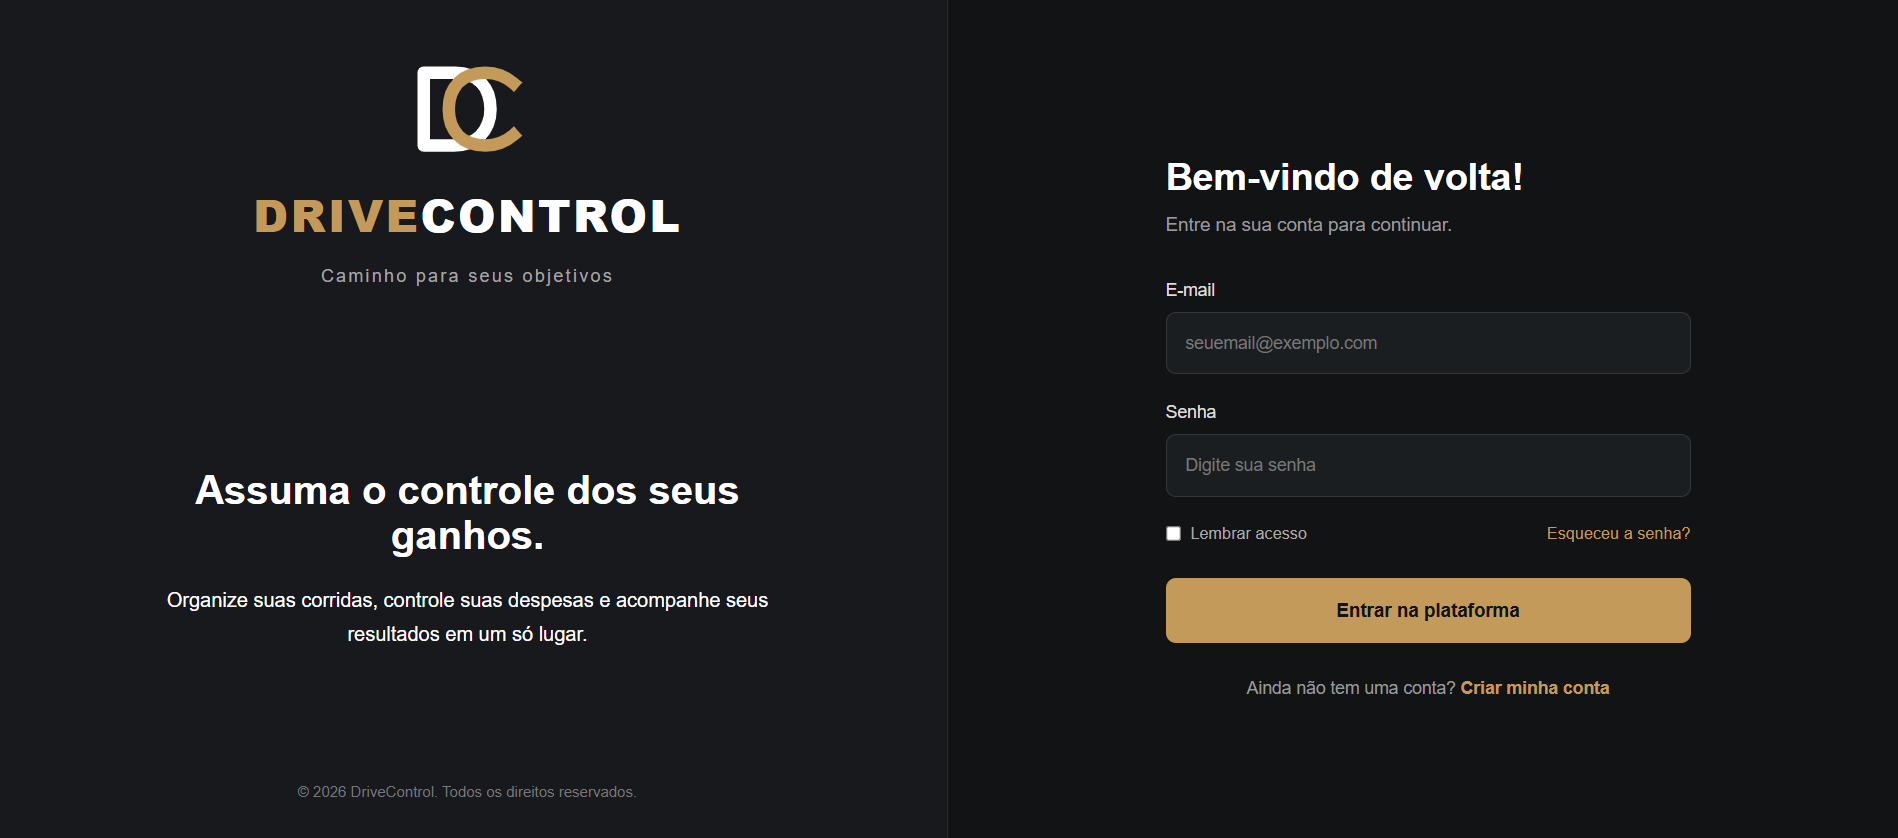 DC
DRIVECONTROL
Caminho para seus objetivos
Assuma o controle dos seus
ganhos.
Organize suas corridas, controle suas despesas e acompanhe seus
resultados em um só lugar.
© 2026 DriveControl. Todos os direitos reservados.
Bem-vindo de volta!
Entre na sua conta para continuar.
E-mail
seuemail@exemplo.com
Senha
Digite sua senha
Lembrar acesso Esqueceu a senha?
Entrar na plataforma
Ainda não tem uma conta? Criar minha conta